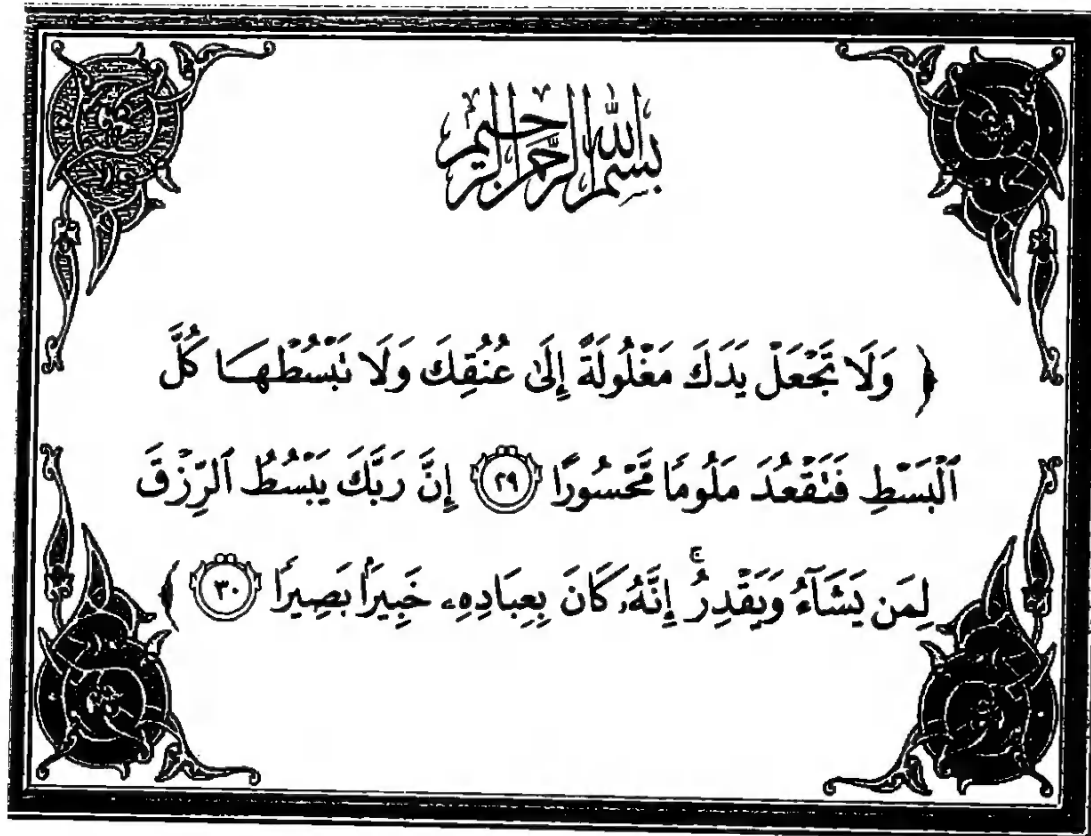 بسم الله الرحمن الرحيم
﴿ وَلَا تَجْعَلْ يَدَكَ مَغْلُولَةً إِلَىٰ عُنُقِكَ وَلَا نَبْسُطْهَا كُلَّ
ٱلْبَسْطِ فَتَقْعُدَ مَلُومًا مَّحْسُورًا ٢٩ إِنَّ رَبَّكَ يَبْسُطُ ٱلرِّزْقَ
لِمَن يَشَآءُ وَيَقْدِرُ ۚ إِنَّهُۥ كَانَ بِعِبَادِهِۦ خَبِيرًۢا بَصِيرًا ٣٠ ﴾